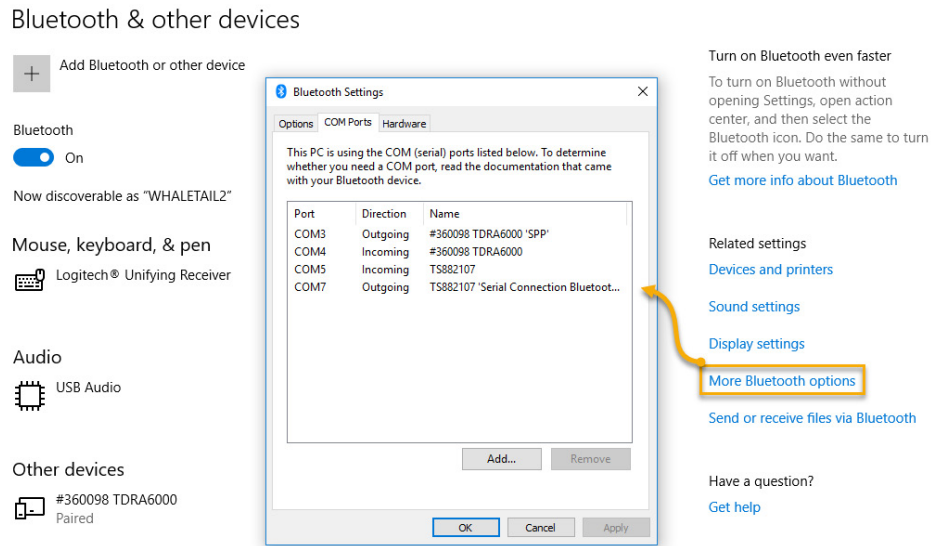 Bluetooth & other devices
Add Bluetooth or other device
Bluetooth
On
Now discoverable as “WHALETAIL2”
Mouse, keyboard, & pen
Logitech® Unifying Receiver
Audio
USB Audio
Other devices
#360098 TDRA6000
Paired
Bluetooth Settings
Options COM Ports Hardware
This PC is using the COM (serial) ports listed below. To determine
whether you need a COM port, read the documentation that came
with your Bluetooth device.
Port Direction Name
COM3 Outgoing #360098 TDRA6000 'SPP'
COM4 Incoming #360098 TDRA6000
COM5 Incoming TS882107
COM7 Outgoing TS882107 'Serial Connection Bluetoot...
Add... Remove
OK Cancel Apply
Turn on Bluetooth even faster
To turn on Bluetooth without
opening Settings, open action
center, and then select the
Bluetooth icon. Do the same to turn
it off when you want.
Get more info about Bluetooth
Related settings
Devices and printers
Sound settings
Display settings
More Bluetooth options
Send or receive files via Bluetooth
Have a question?
Get help